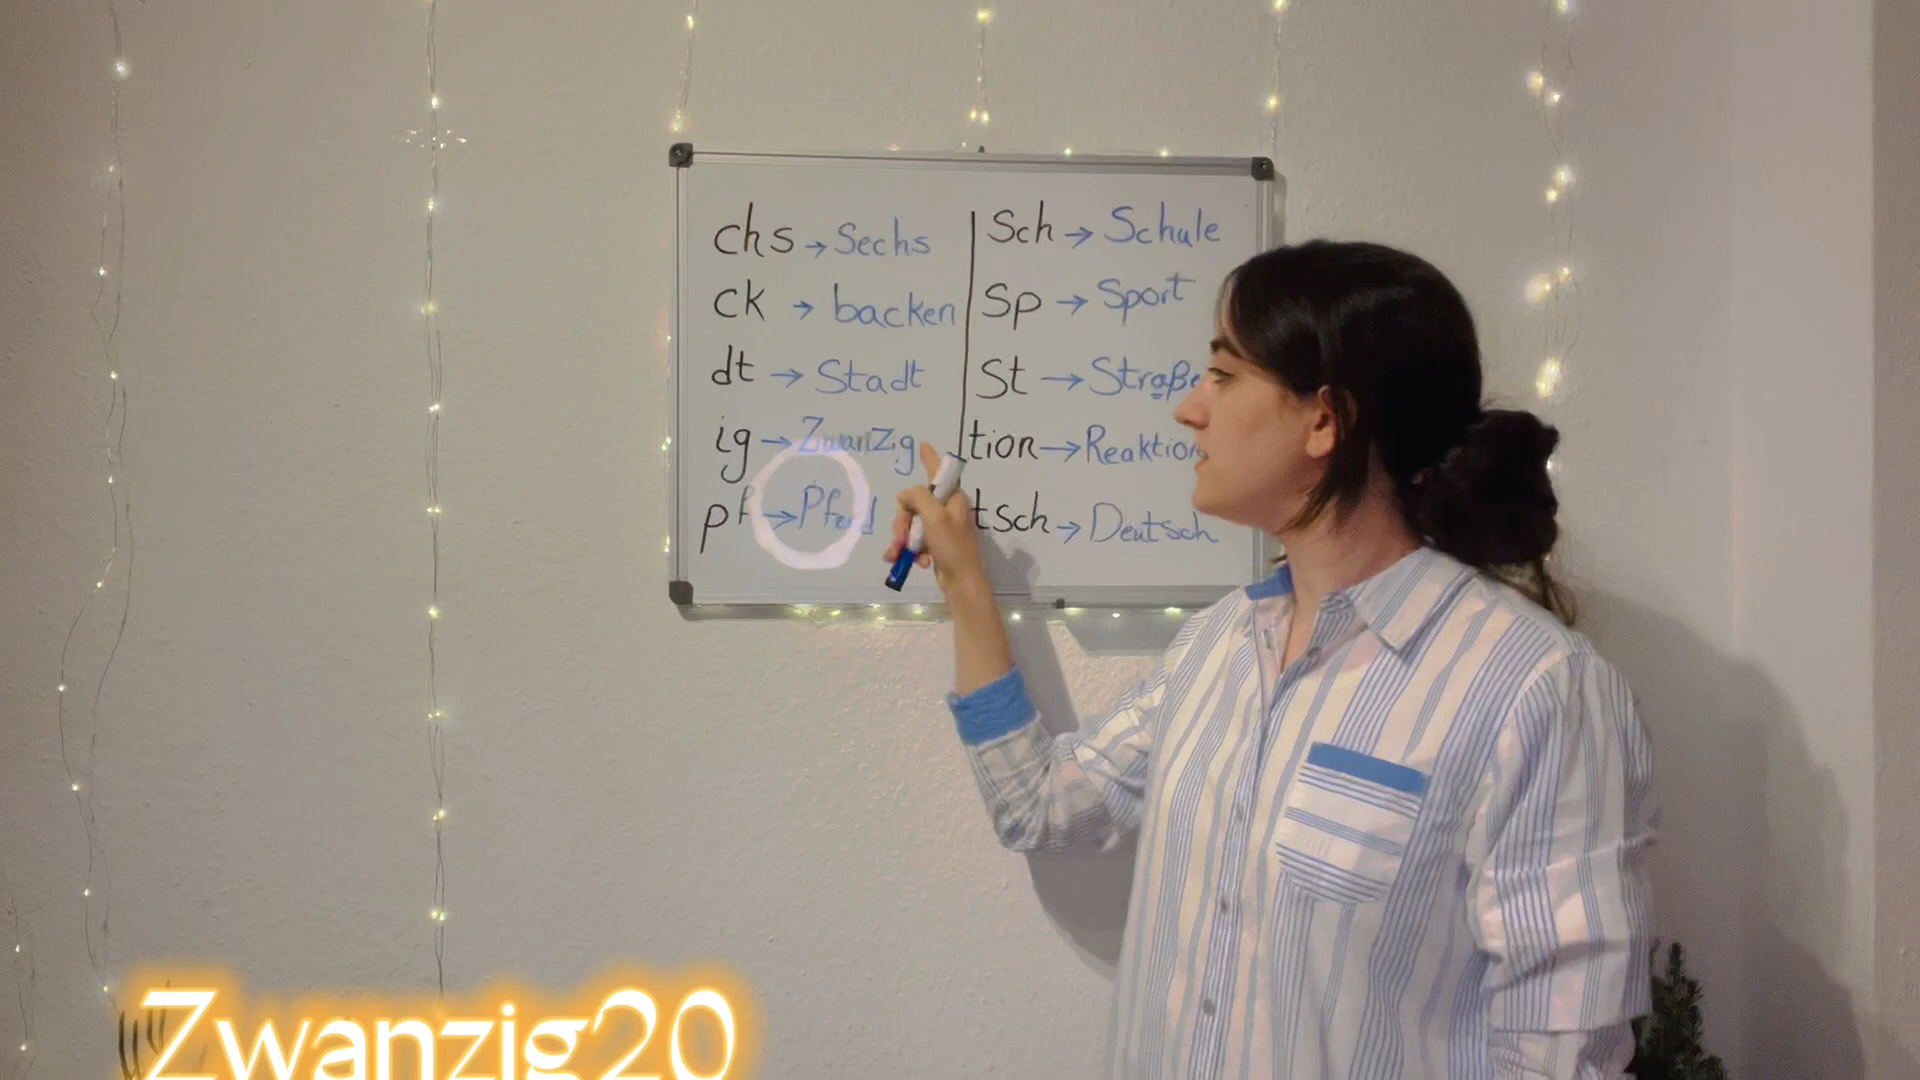 chs → Sechs
ck → backen
dt → Stadt
ig → Zwanzig
pf → Pferd
Sch → Schule
Sp → Sport
St → Straße
tion → Reaktion
tsch → Deutsch
Zwanzig20